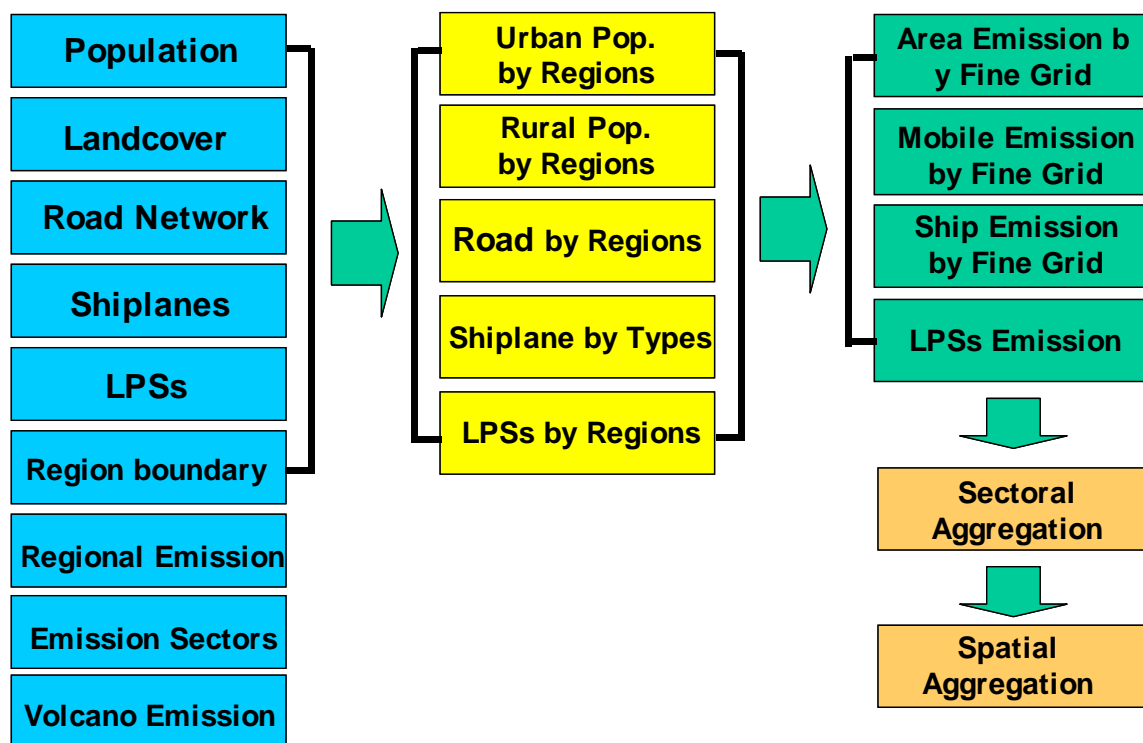 Population
Landcover
Road Network
Shiplanes
LPSs
Region boundary
Regional Emission
Emission Sectors
Volcano Emission
Urban Pop.
by Regions
Rural Pop.
by Regions
Road by Regions
Shiplane by Types
LPSs by Regions
Area Emission b
y Fine Grid
Mobile Emission
by Fine Grid
Ship Emission
by Fine Grid
LPSs Emission
Sectoral
Aggregation
Spatial
Aggregation